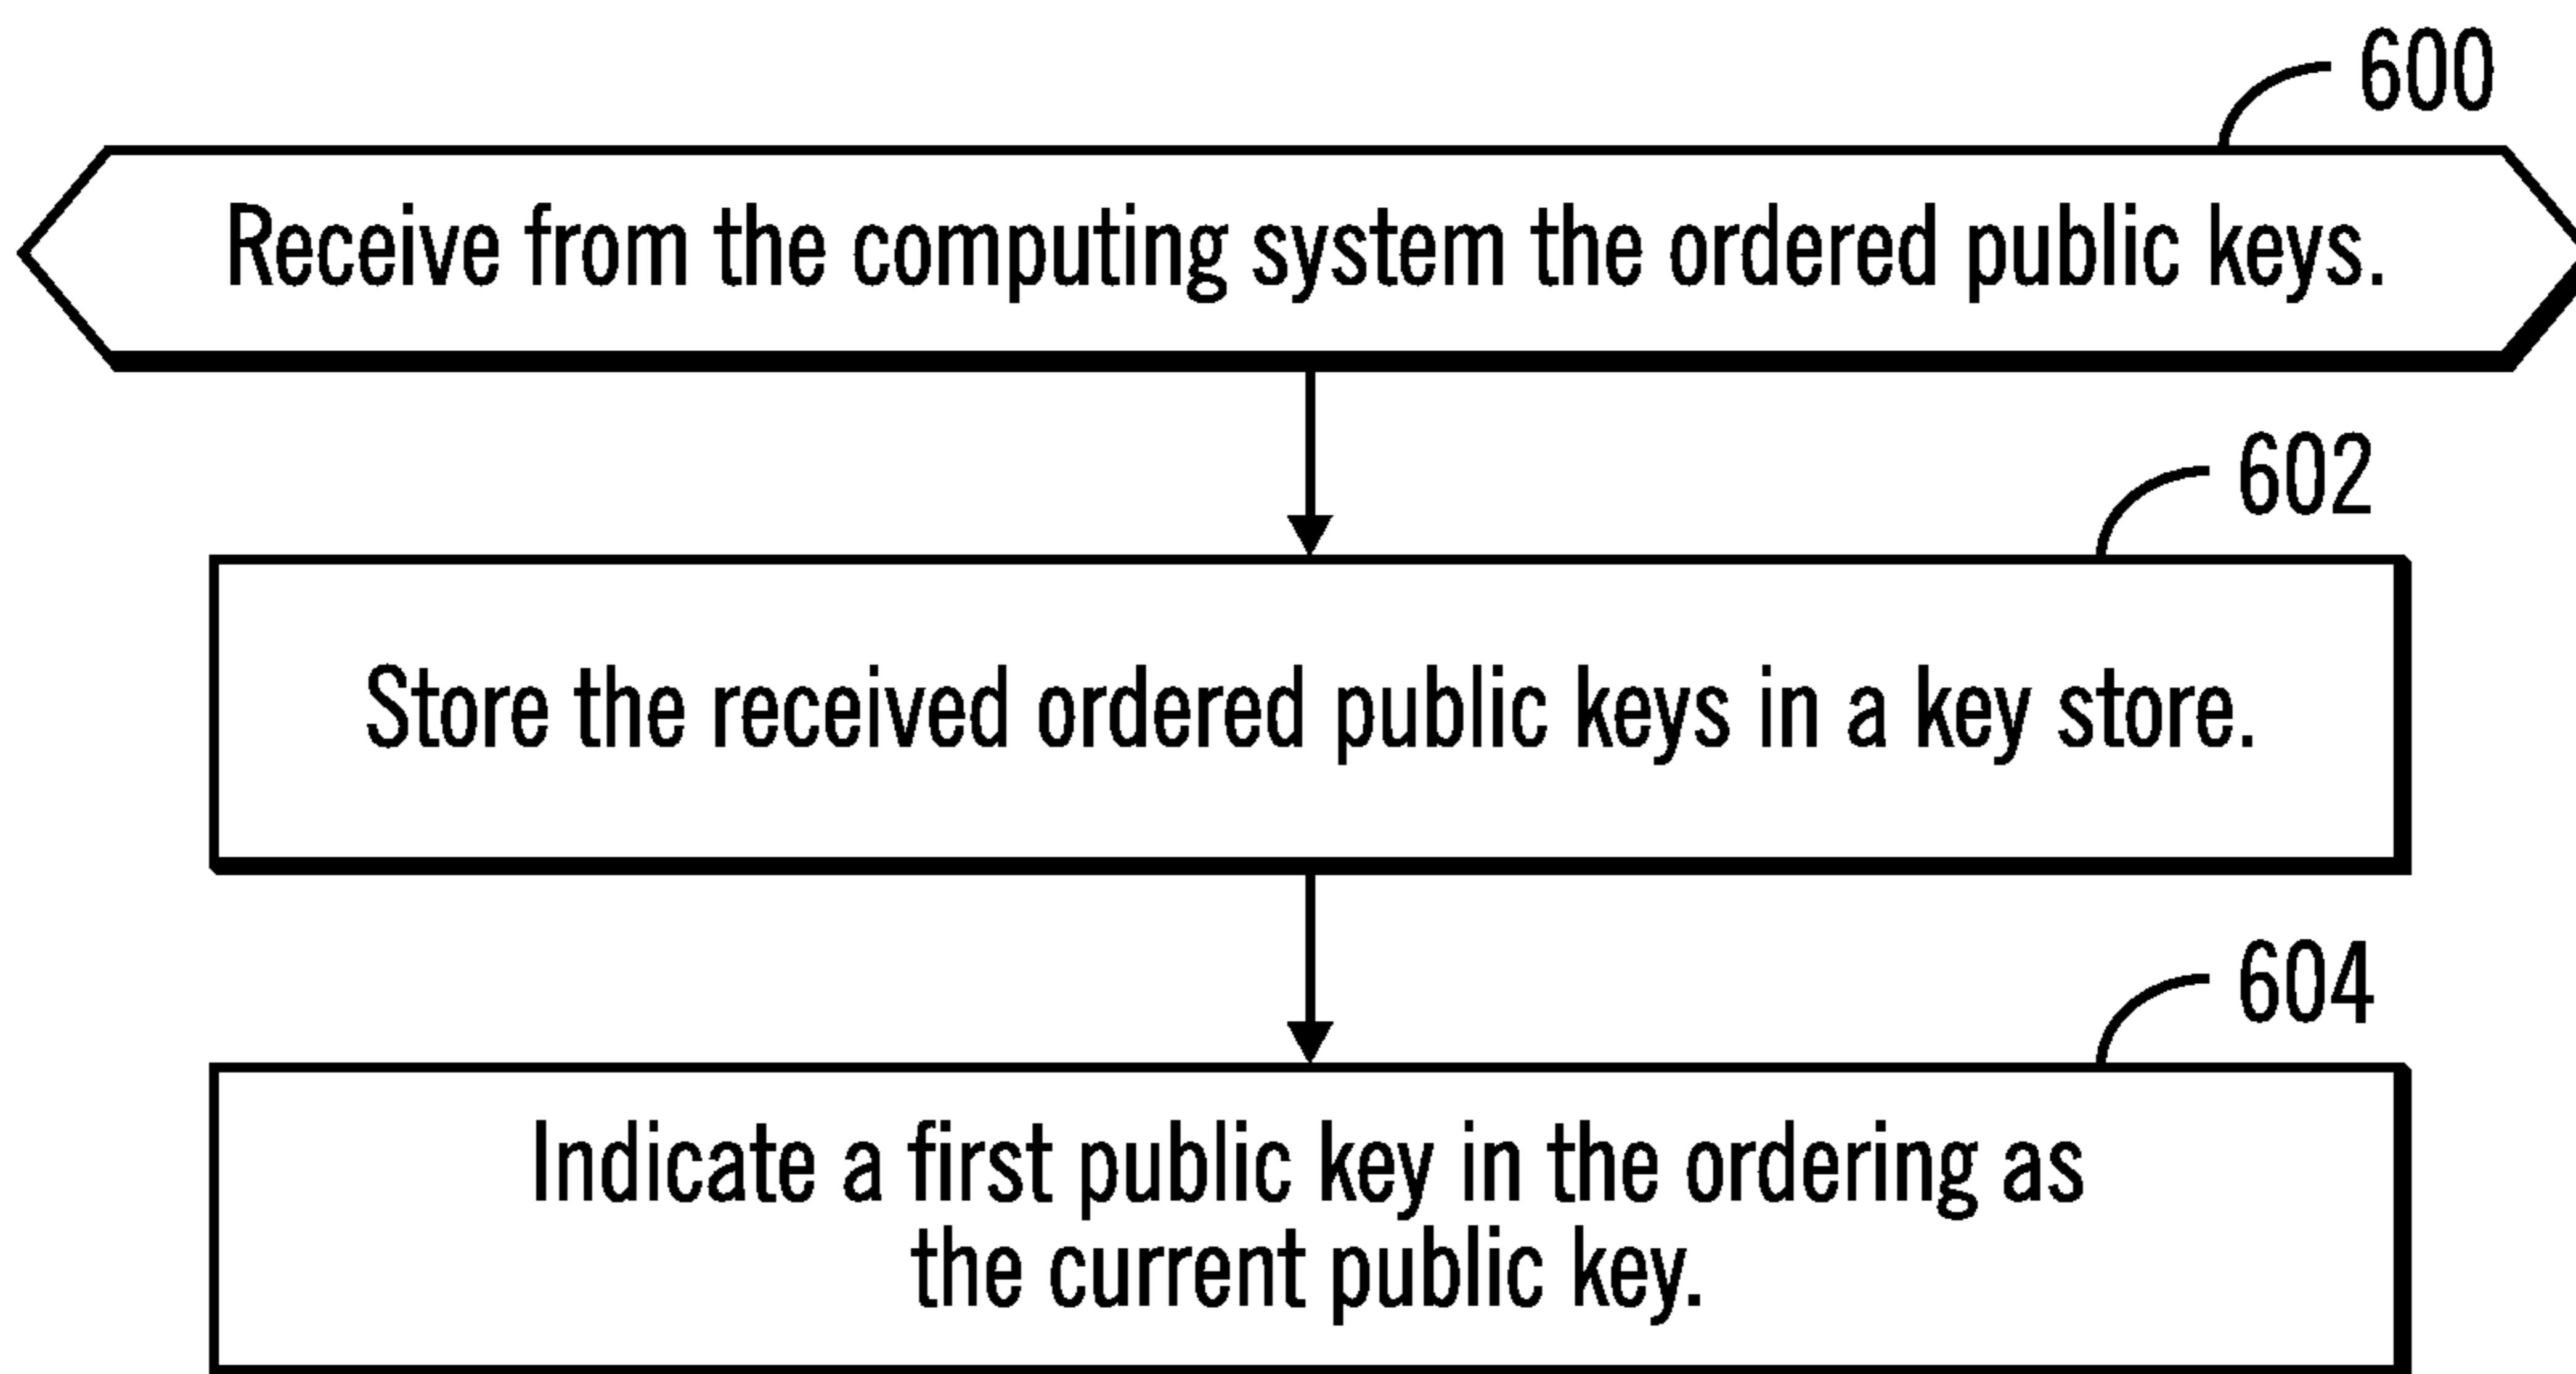 600
Receive from the computing system the ordered public keys.
602
Store the received ordered public keys in a key store.
604
Indicate a first public key in the ordering as
the current public key.